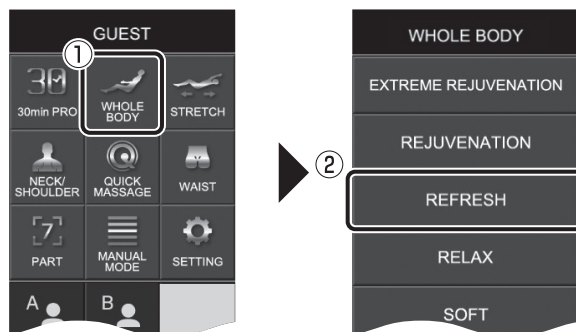 ①
GUEST
30
30min PRO
WHOLE
BODY
STRETCH
NECK/
SHOULDER
QUICK
MASSAGE
WAIST
7
PART
MANUAL
MODE
SETTING
A
B
②
WHOLE BODY
EXTREME REJUVENATION
REJUVENATION
REFRESH
RELAX
SOFT